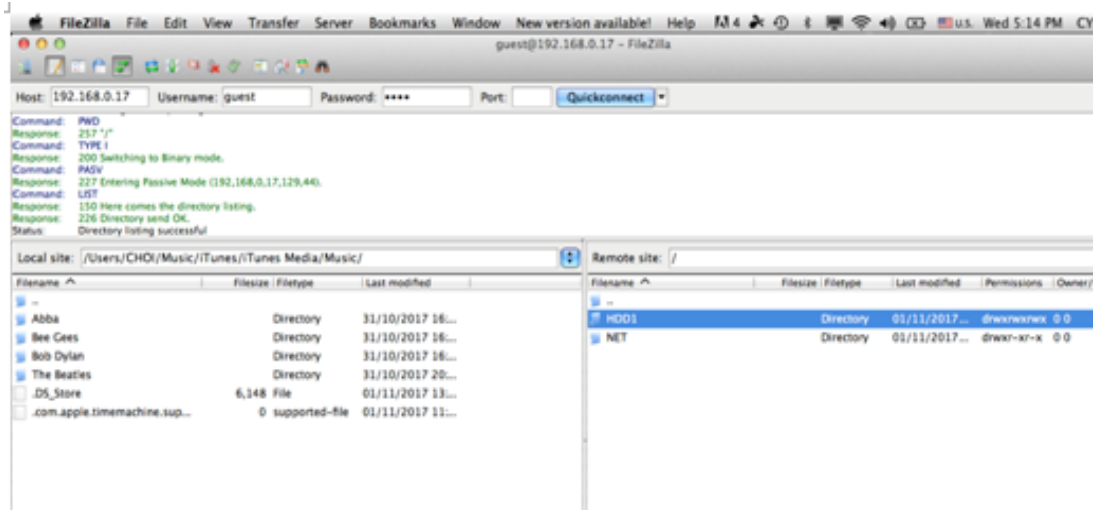 FileZilla File Edit View Transfer Server Bookmarks Window New version available! Help 4 U.S. Wed 5:14 PM CY
guest@192.168.0.17 – FileZilla
Host: 192.168.0.17 Username: guest Password: •••• Port: Quickconnect
Command: PWD
Response: 257 "/"
Command: TYPE I
Response: 200 Switching to Binary mode.
Command: PASV
Response: 227 Entering Passive Mode (192,168,0,17,129,44).
Command: LIST
Response: 150 Here comes the directory listing.
Response: 226 Directory send OK.
Status: Directory listing successful
Local site: /Users/CHOI/Music/iTunes/iTunes Media/Music/ Remote site: /
Filename Filesize Filetype Last modified Filename Filesize Filetype Last modified Permissions Owner/
.. ..
Abba Directory 31/10/2017 16:... HDD1 Directory 01/11/2017... drwxrwxrwx 0 0
Bee Gees Directory 31/10/2017 16:... NET Directory 01/11/2017... drwxr-xr-x 0 0
Bob Dylan Directory 31/10/2017 16:...
The Beatles Directory 31/10/2017 20:...
.DS_Store 6,148 File 01/11/2017 13:...
.com.apple.timemachine.sup... 0 supported-file 01/11/2017 11:...